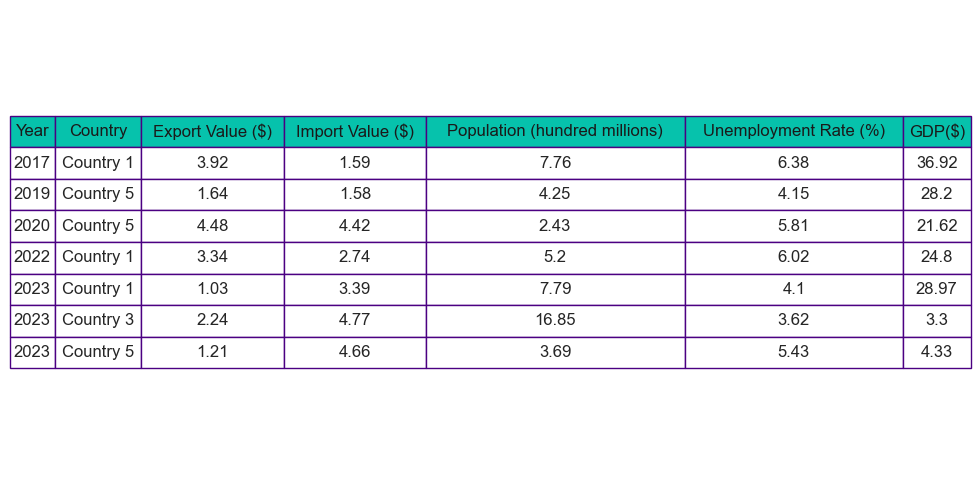 Year Country Export Value ($) Import Value ($) Population (hundred millions) Unemployment Rate (%) GDP($)
2017 Country 1 3.92 1.59 7.76 6.38 36.92
2019 Country 5 1.64 1.58 4.25 4.15 28.2
2020 Country 5 4.48 4.42 2.43 5.81 21.62
2022 Country 1 3.34 2.74 5.2 6.02 24.8
2023 Country 1 1.03 3.39 7.79 4.1 28.97
2023 Country 3 2.24 4.77 16.85 3.62 3.3
2023 Country 5 1.21 4.66 3.69 5.43 4.33